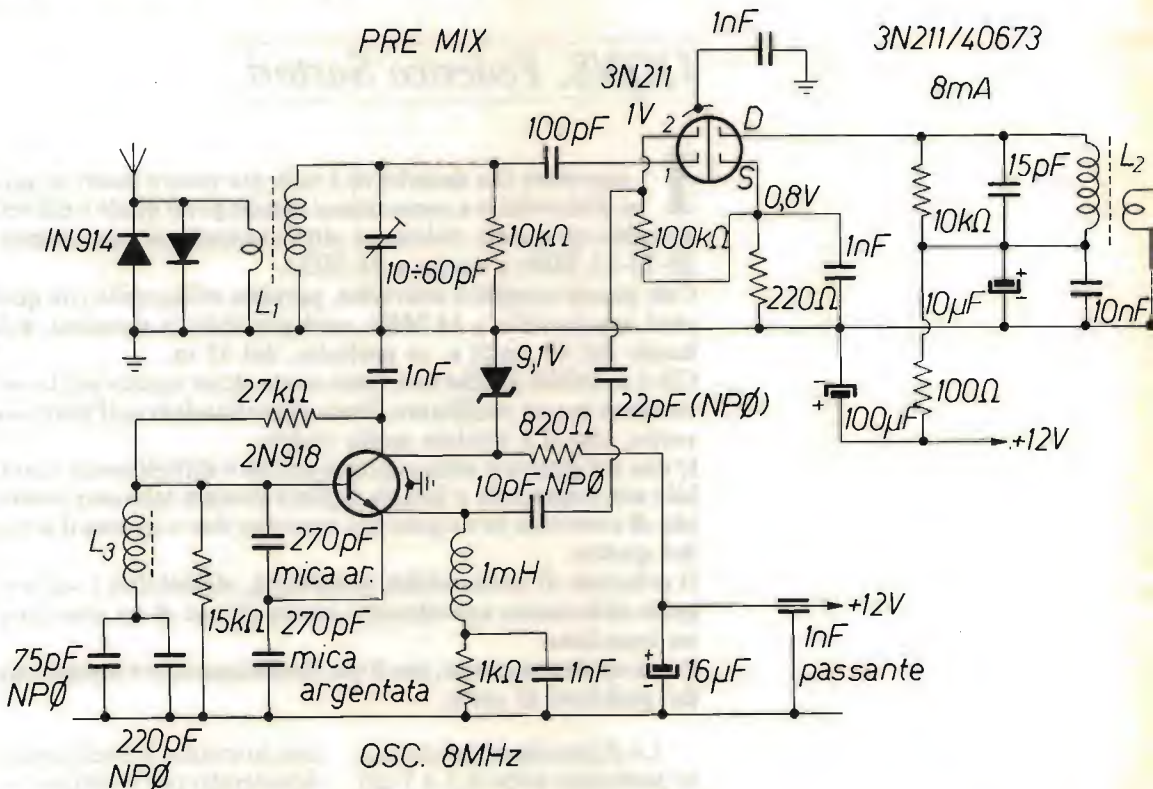 PRE MIX
1nF
3N211/40673
8mA
3N211
1V
2
D
100pF
1
S
15pF
L2
0,8V
IN914
10kΩ
100kΩ
1nF
10kΩ
10÷60pF
L1
220Ω
10µF
+
-
10nF
9,1V
1nF
22pF (NPØ)
-
+
100µF
100Ω
27kΩ
820Ω
+12V
2N918
10pF NPØ
L3
270pF
mica ar.
1mH
15kΩ
270pF
mica
argentata
+12V
75pF
NPØ
1kΩ
1nF
+
-
16µF
1nF
passante
220pF
NPØ
OSC. 8MHz